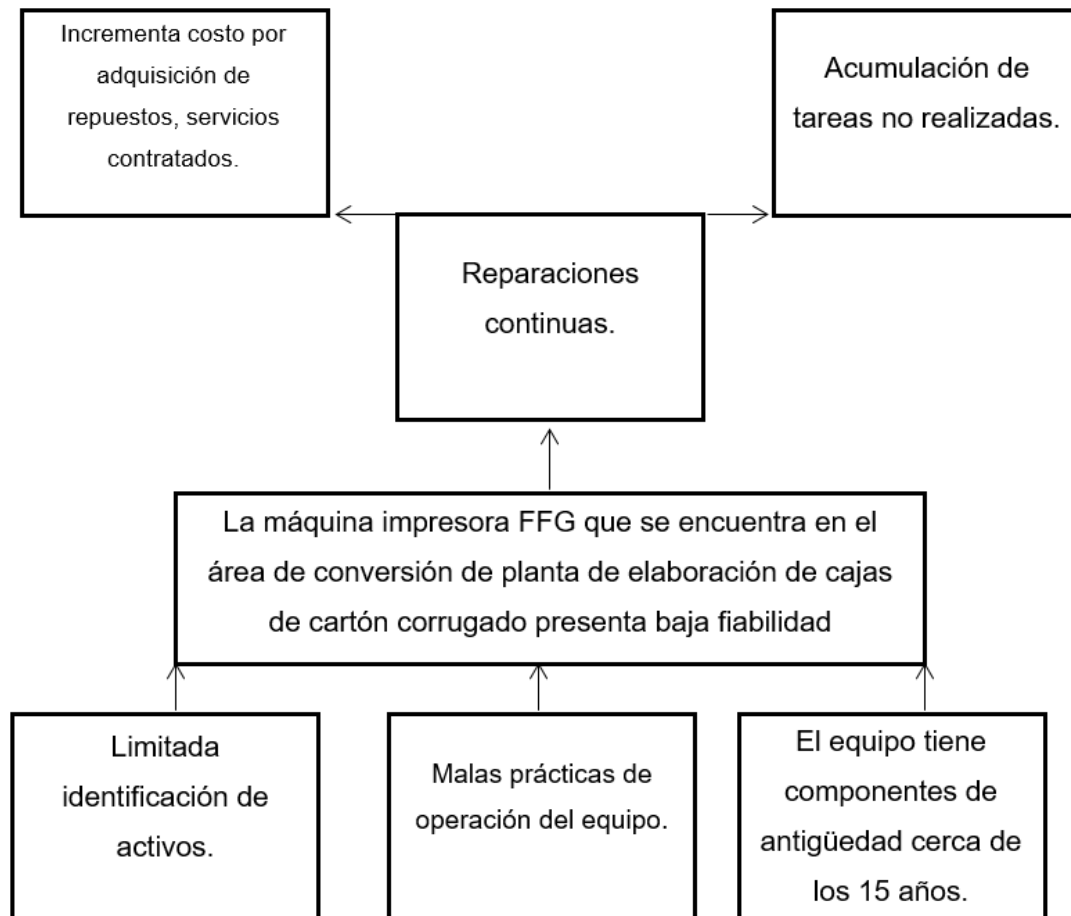 Incrementa costo por
adquisición de
repuestos, servicios
contratados.
Acumulación de
tareas no realizadas.
Reparaciones
continuas.
La máquina impresora FFG que se encuentra en el
área de conversión de planta de elaboración de cajas
de cartón corrugado presenta baja fiabilidad
Limitada
identificación de
activos.
Malas prácticas de
operación del equipo.
El equipo tiene
componentes de
antigüedad cerca de
los 15 años.